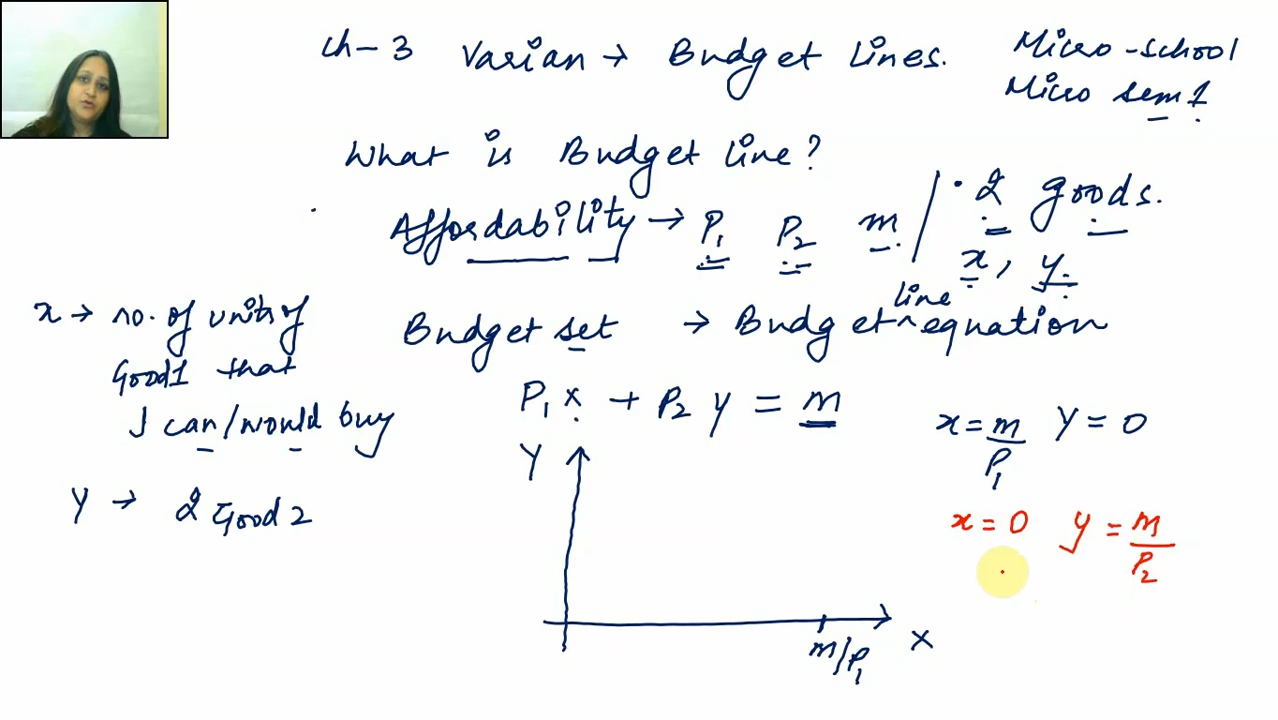 Ch-3 Varian → Budget Lines.
Micro-school
Micro sem 1
What is Budget line?
Affordability → P₁ P₂ m | · 2 goods.
x, y.
x → no. of units of
Good1 that
I can/would buy
Y → 2 Good 2
Budget set → Budget line equation
P₁x + P₂y = m
x = m/P₁ Y = 0
x = 0 y = m/P₂
Y
m/P₁
X